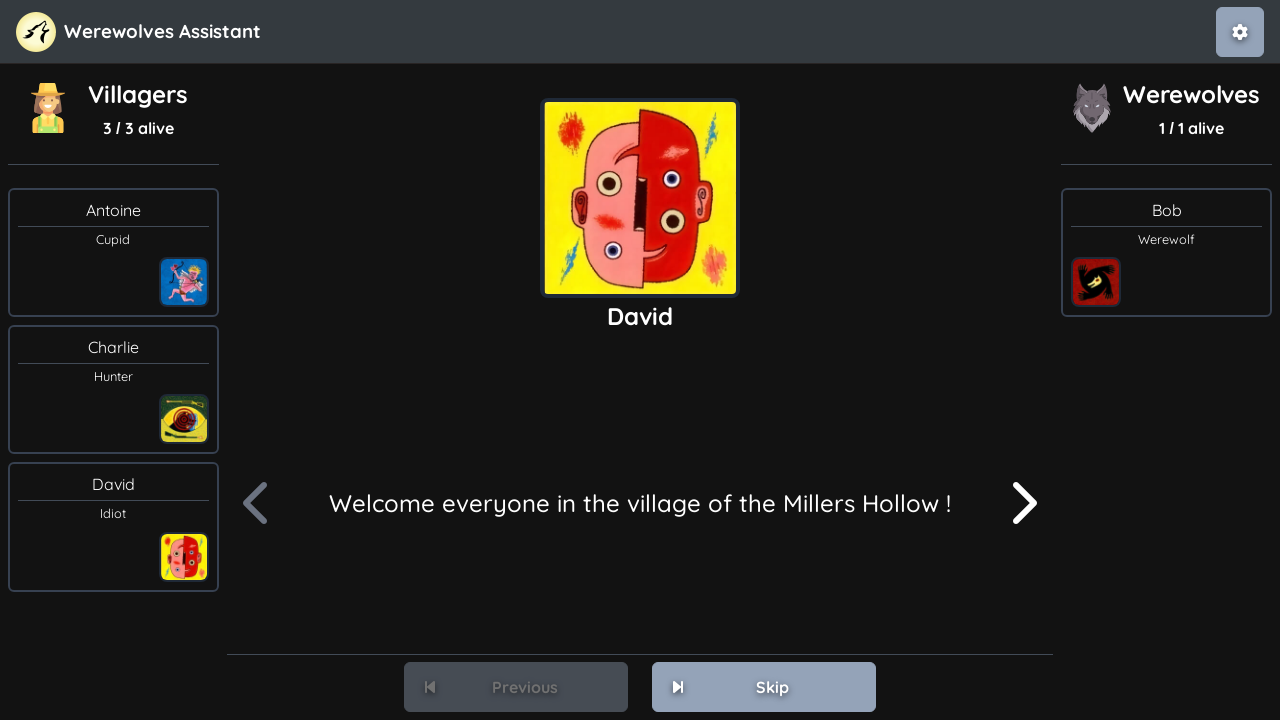 Werewolves Assistant
Villagers
3 / 3 alive
Antoine
Cupid
Charlie
Hunter
David
Idiot
David
Welcome everyone in the village of the Millers Hollow !
Previous
Skip
Werewolves
1 / 1 alive
Bob
Werewolf